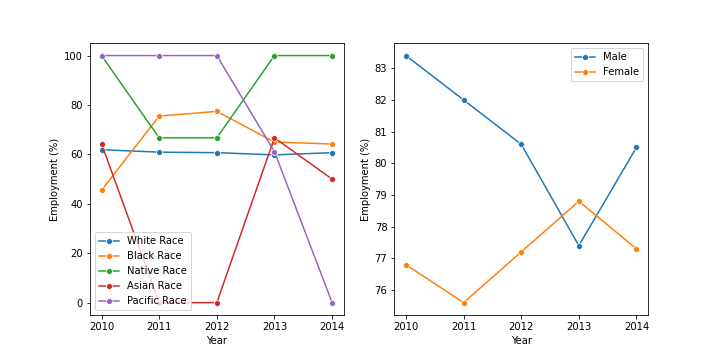 100
80
60
40
20
0
Employment (%)
White Race
Black Race
Native Race
Asian Race
Pacific Race
2010 2011 2012 2013 2014
Year
83
82
81
80
79
78
77
76
Employment (%)
Male
Female
2010 2011 2012 2013 2014
Year